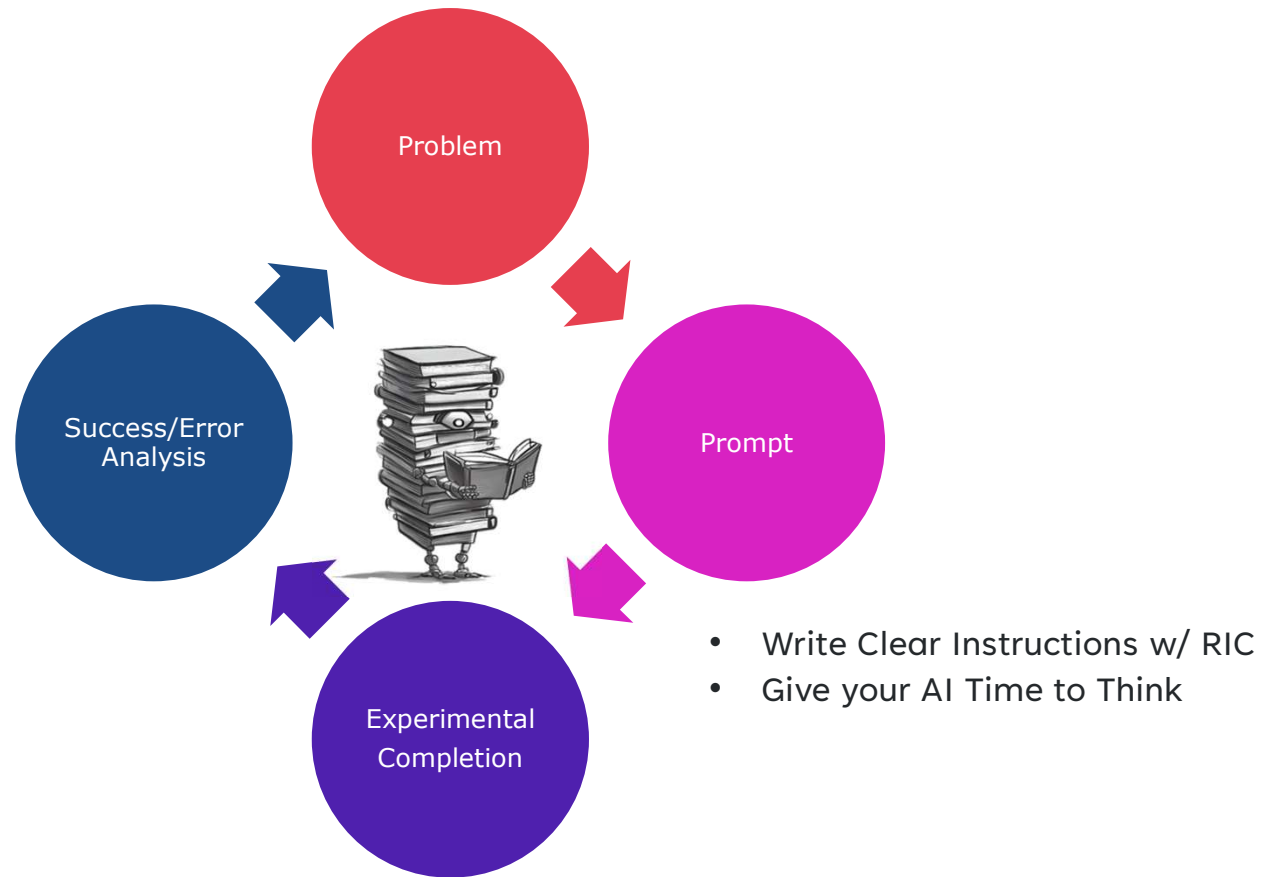 Problem
Success/Error
Analysis
Prompt
Experimental
Completion
• Write Clear Instructions w/ RIC
• Give your AI Time to Think